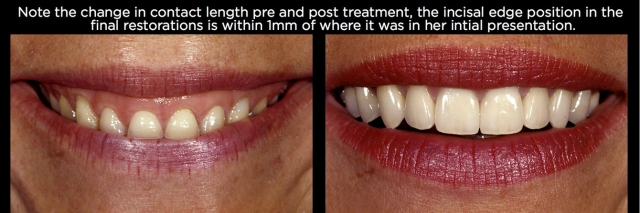 Note the change in contact length pre and post treatment, the incisal edge position in the
final restorations is within 1mm of where it was in her intial presentation.